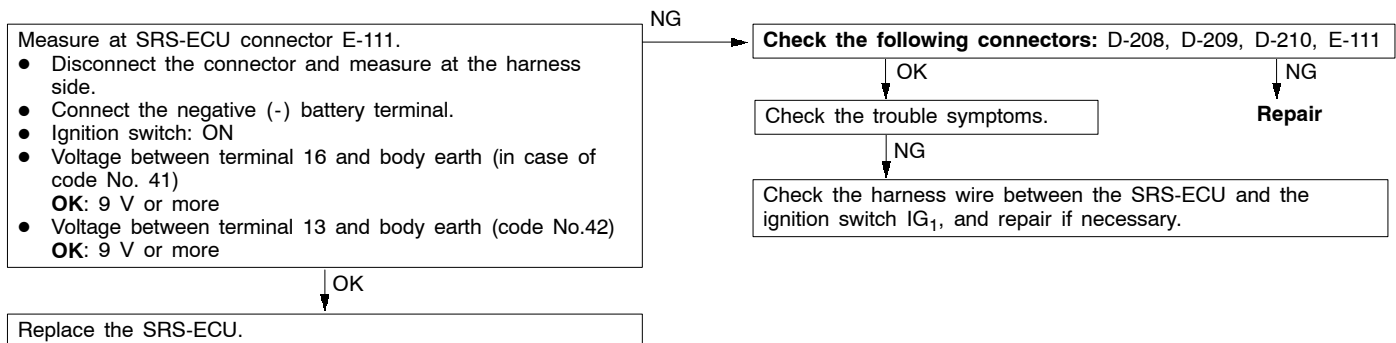 Measure at SRS-ECU connector E-111.
● Disconnect the connector and measure at the harness
side.
● Connect the negative (-) battery terminal.
● Ignition switch: ON
● Voltage between terminal 16 and body earth (in case of
code No. 41)
OK: 9 V or more
● Voltage between terminal 13 and body earth (code No.42)
OK: 9 V or more
OK
Replace the SRS-ECU.
NG
Check the following connectors: D-208, D-209, D-210, E-111
OK
NG
Check the trouble symptoms.
Repair
NG
Check the harness wire between the SRS-ECU and the
ignition switch IG1, and repair if necessary.